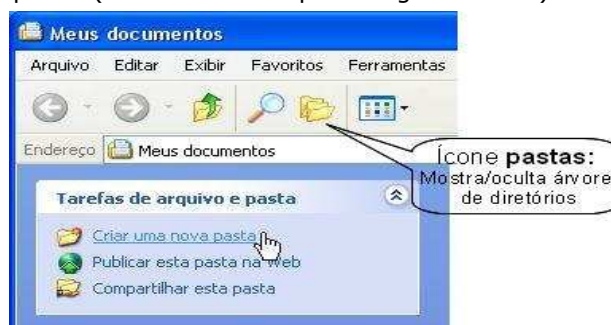 Meus documentos
Arquivo Editar Exibir Favoritos Ferramentas
Endereço Meus documentos
Ícone pastas:
Mostra/oculta árvore
de diretórios
Tarefas de arquivo e pasta
Criar uma nova pasta
Publicar esta pasta na Web
Compartilhar esta pasta